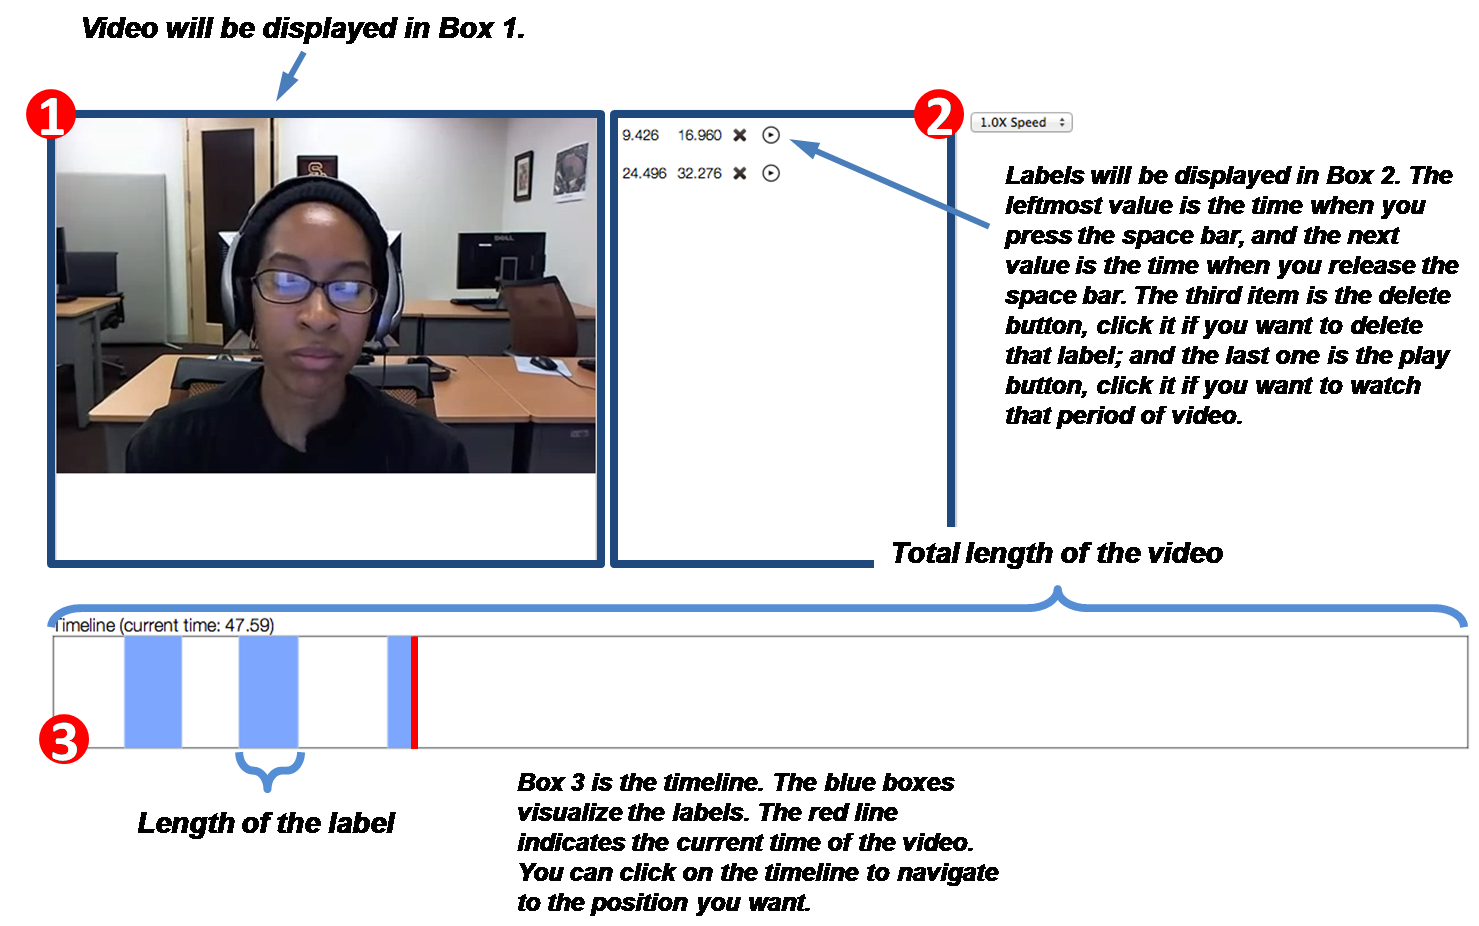 Video will be displayed in Box 1.
1
2
9.426 16.960
24.496 32.276
1.0X Speed
DELL
Labels will be displayed in Box 2. The
leftmost value is the time when you
press the space bar, and the next
value is the time when you release the
space bar. The third item is the delete
button, click it if you want to delete
that label; and the last one is the play
button, click it if you want to watch
that period of video.
Total length of the video
Timeline (current time: 47.59)
3
Length of the label
Box 3 is the timeline. The blue boxes
visualize the labels. The red line
indicates the current time of the video.
You can click on the timeline to navigate
to the position you want.